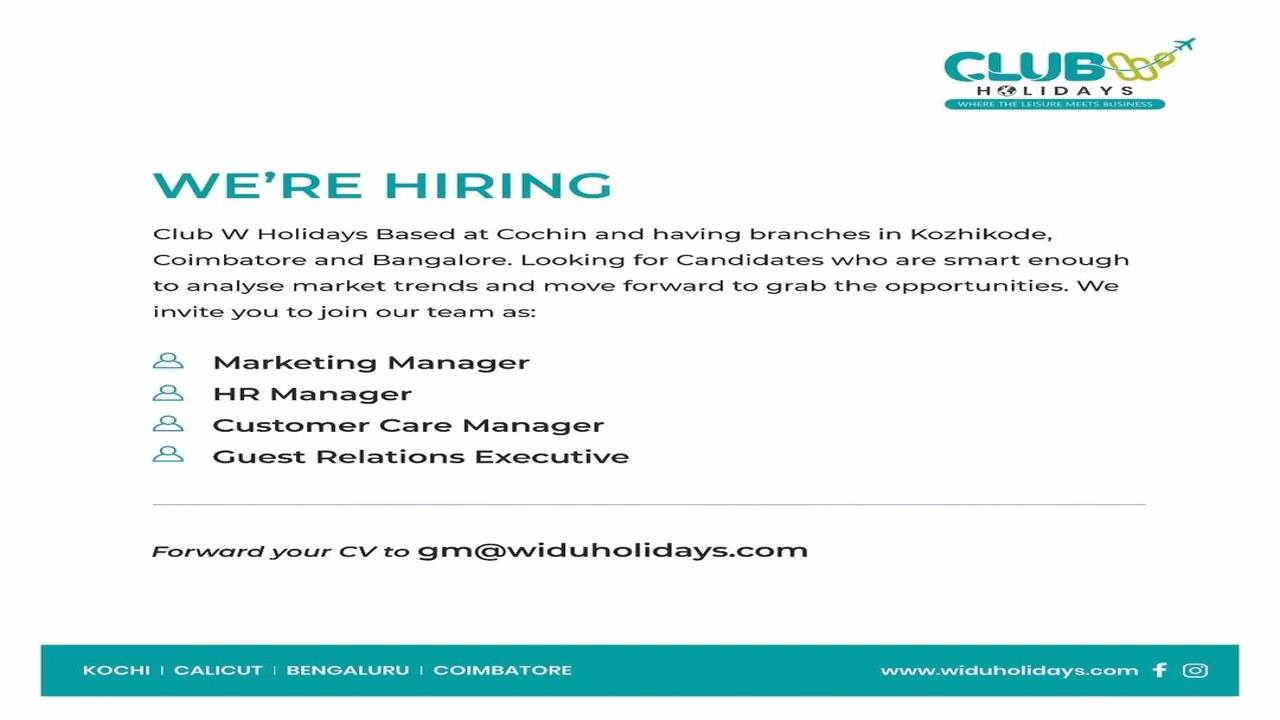 CLUB W
HOLIDAYS
WHERE THE LEISURE MEETS BUSINESS
WE'RE HIRING
Club W Holidays Based at Cochin and having branches in Kozhikode,
Coimbatore and Bangalore. Looking for Candidates who are smart enough
to analyse market trends and move forward to grab the opportunities. We
invite you to join our team as:
Marketing Manager
HR Manager
Customer Care Manager
Guest Relations Executive
Forward your CV to gm@widuholidays.com
KOCHI | CALICUT | BENGALURU | COIMBATORE
www.widuholidays.com